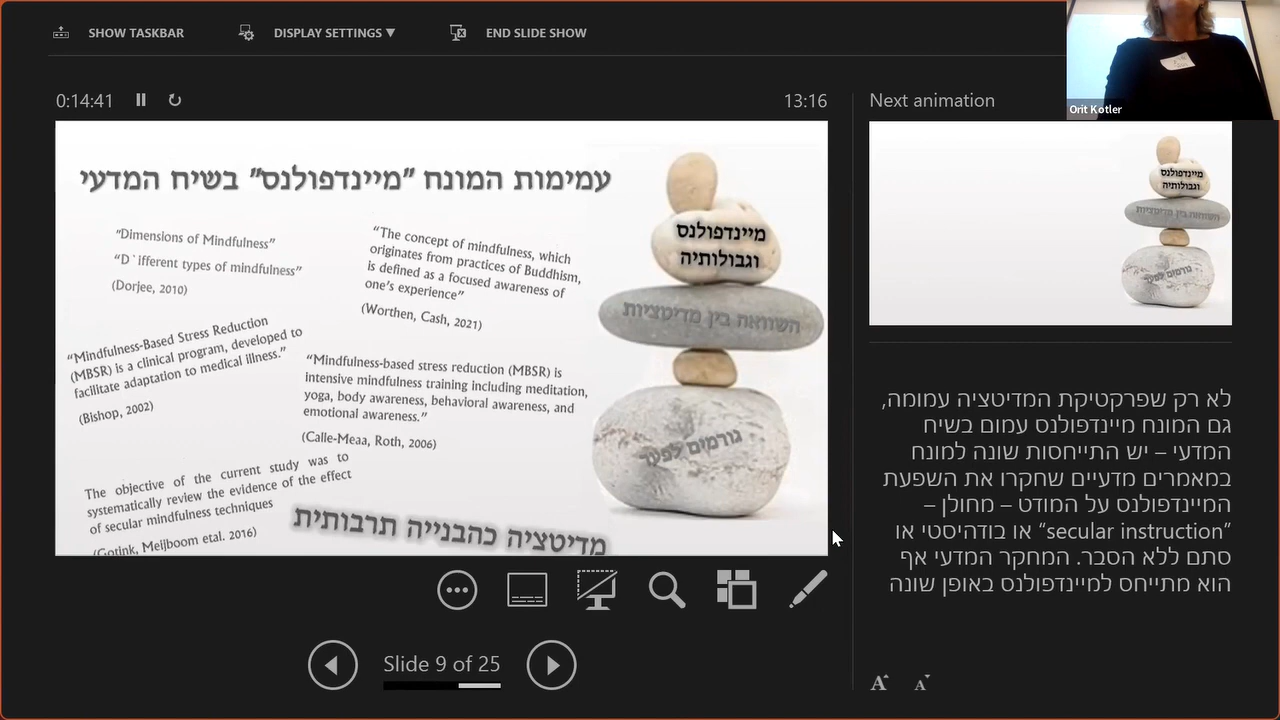 SHOW TASKBAR
DISPLAY SETTINGS ▼
END SLIDE SHOW
Orit Kotler
0:14:41
13:16
Next animation
עמימות המונח "מיינדפולנס" בשיח המדעי
"Dimensions of Mindfulness"
"D`ifferent types of mindfulness"
(Dorjee, 2010)
"The concept of mindfulness, which
originates from practices of Buddhism,
is defined as a focused awareness of
one's experience"
(Worthen, Cash, 2021)
"Mindfulness-Based Stress Reduction
(MBSR) is a clinical program, developed to
facilitate adaptation to medical illness."
(Bishop, 2002)
"Mindfulness-based stress reduction (MBSR) is
intensive mindfulness training including meditation,
yoga, body awareness, behavioral awareness, and
emotional awareness."
(Calle-Meaa, Roth, 2006)
The objective of the current study was to
systematically review the evidence of the effect
of secular mindfulness techniques
(Gotink, Meijboom etal. 2016)
מדיטציה כהבנייה תרבותית
מיינדפולנס
וגבולותיה
השוואה בין מדיטציות
גורמים לפער
מיינדפולנס
וגבולותיה
השוואה בין מדיטציות
גורמים לפער
לא רק שפרקטיקת המדיטציה עמומה,
גם המונח מיינדפולנס עמום בשיח
המדעי – יש התייחסות שונה למונח
במאמרים מדעיים שחקרו את השפעת
המיינדפולנס על המודט – מחולן –
"secular instruction" או בודהיסטי או
סתם ללא הסבר. המחקר המדעי אף
הוא מתייחס למיינדפולנס באופן שונה
Slide 9 of 25
A A